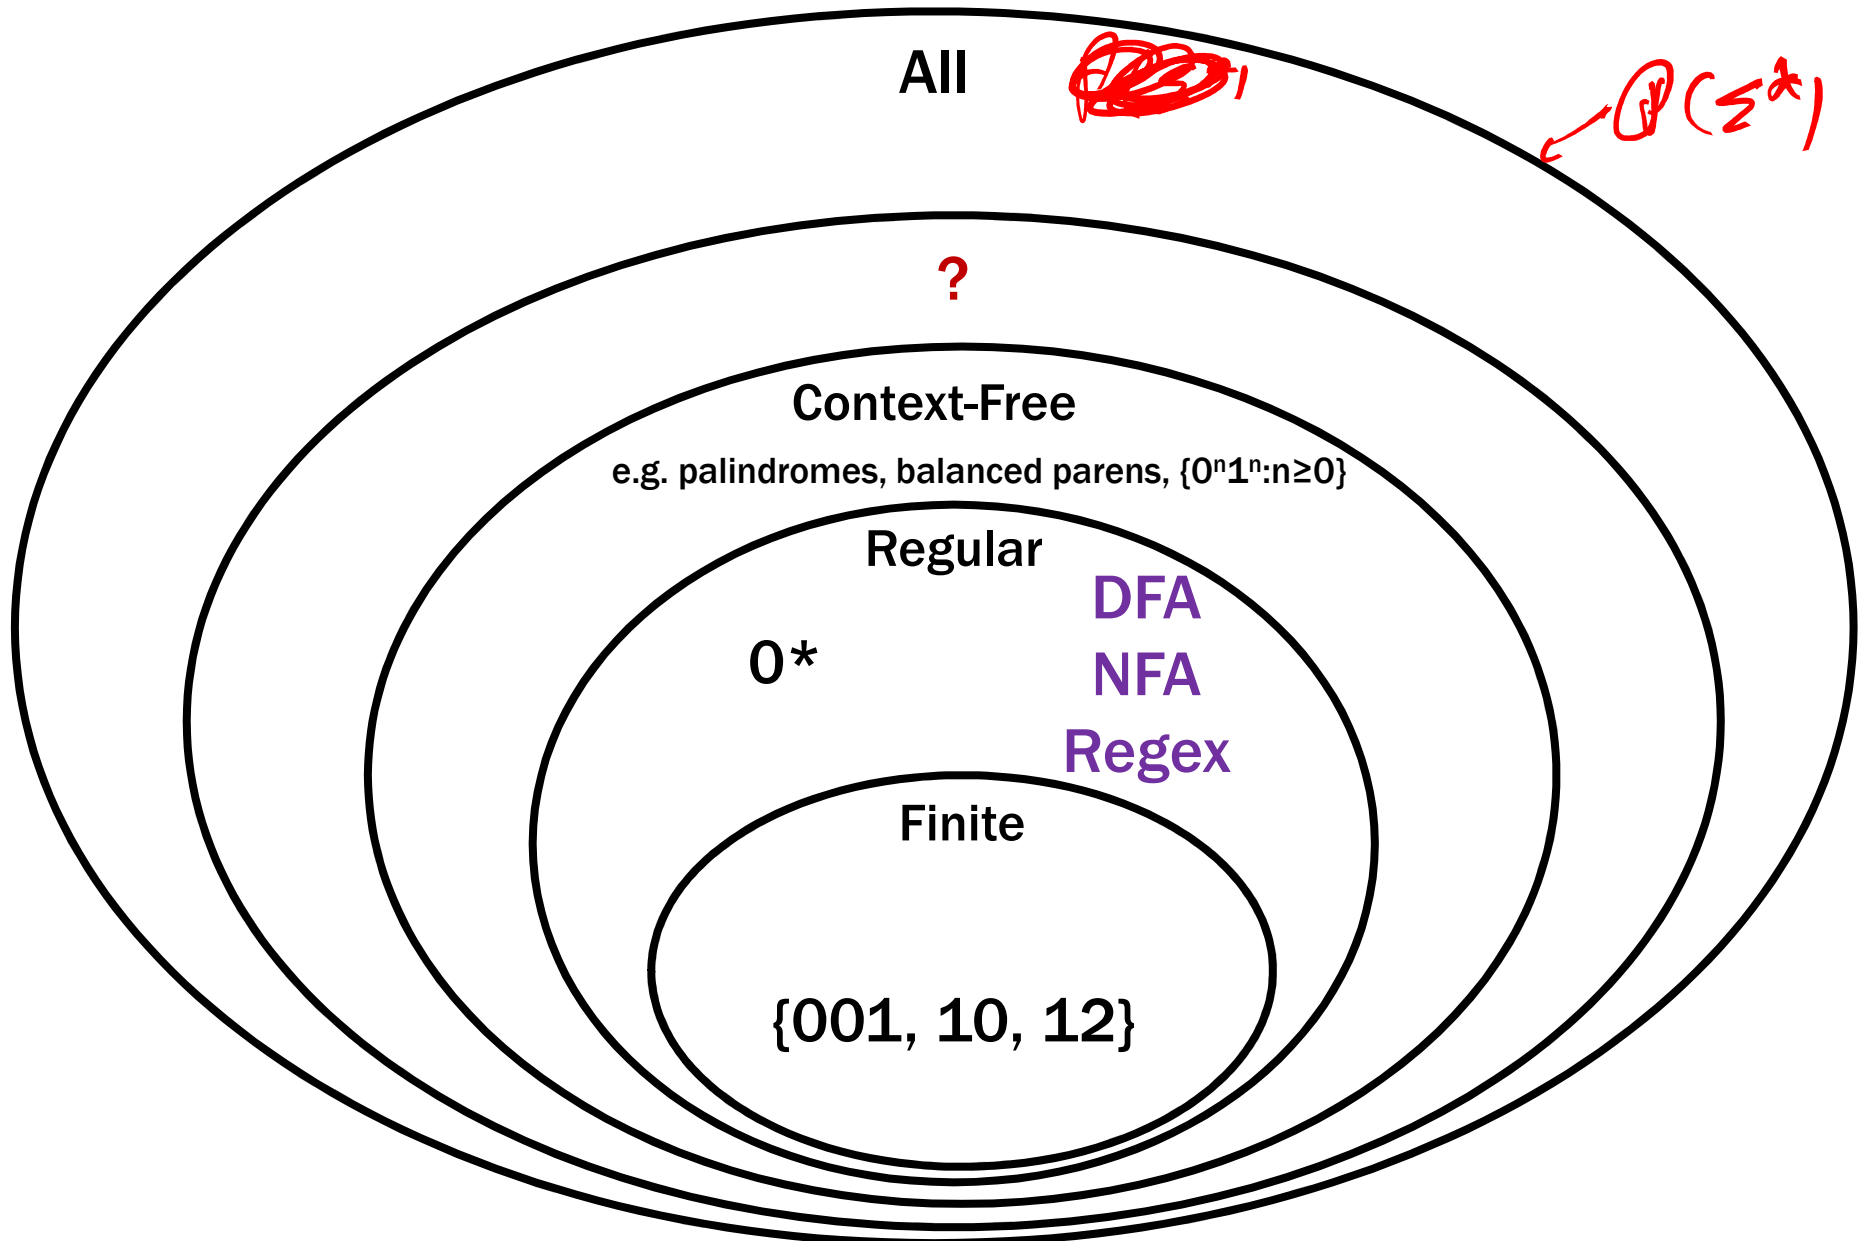 All
𝒫(Σ*)
?
Context-Free
e.g. palindromes, balanced parens, {0ⁿ1ⁿ:n≥0}
Regular
DFA
0*
NFA
Regex
Finite
{001, 10, 12}